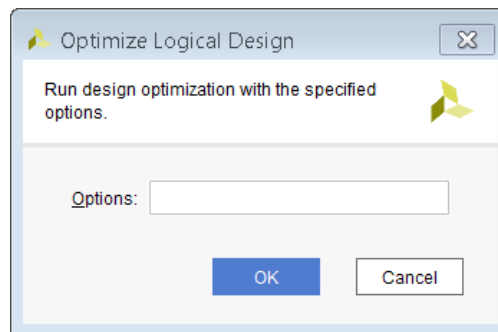 Optimize Logical Design
Run design optimization with the specified
options.
Options:
OK
Cancel